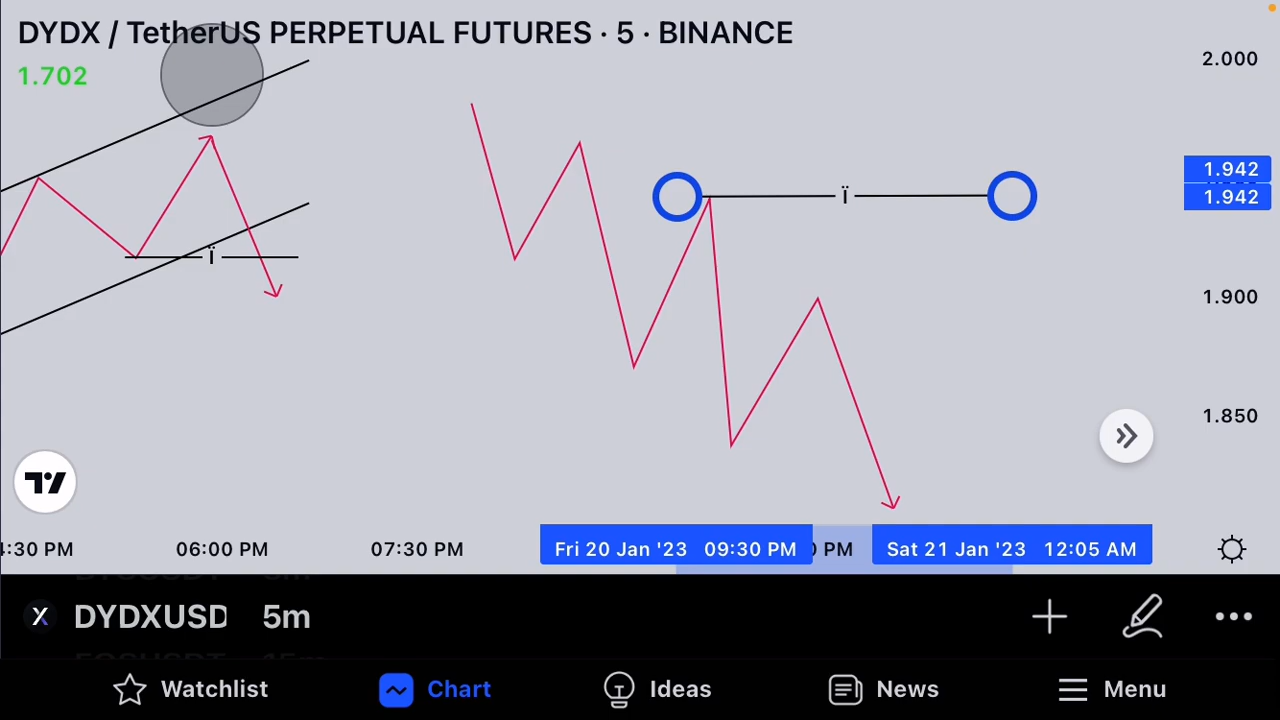 DYDX / TetherUS PERPETUAL FUTURES · 5 · BINANCE
1.702
2.000
1.942
1.942
ï
ï
1.900
1.850
4:30 PM 06:00 PM 07:30 PM Fri 20 Jan '23 09:30 PM 0 PM Sat 21 Jan '23 12:05 AM
DYDXUSD 5m
Watchlist Chart Ideas News Menu